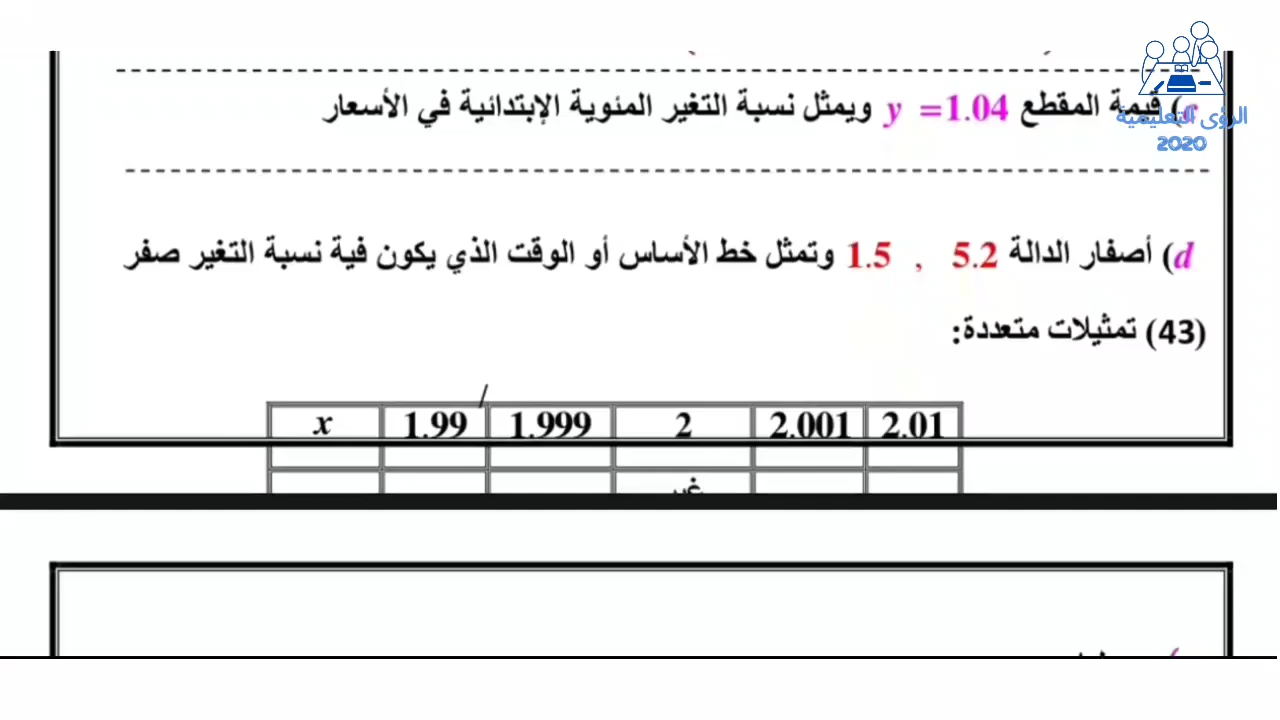 c) قيمة المقطع y =1.04 ويمثل نسبة التغير المئوية الإبتدائية في الأسعار
الرؤى التعليمية
2020
d) أصفار الدالة 5.2 , 1.5 وتمثل خط الأساس أو الوقت الذي يكون فية نسبة التغير صفر
(43) تمثيلات متعددة:
x 1.99 1.999 2 2.001 2.01